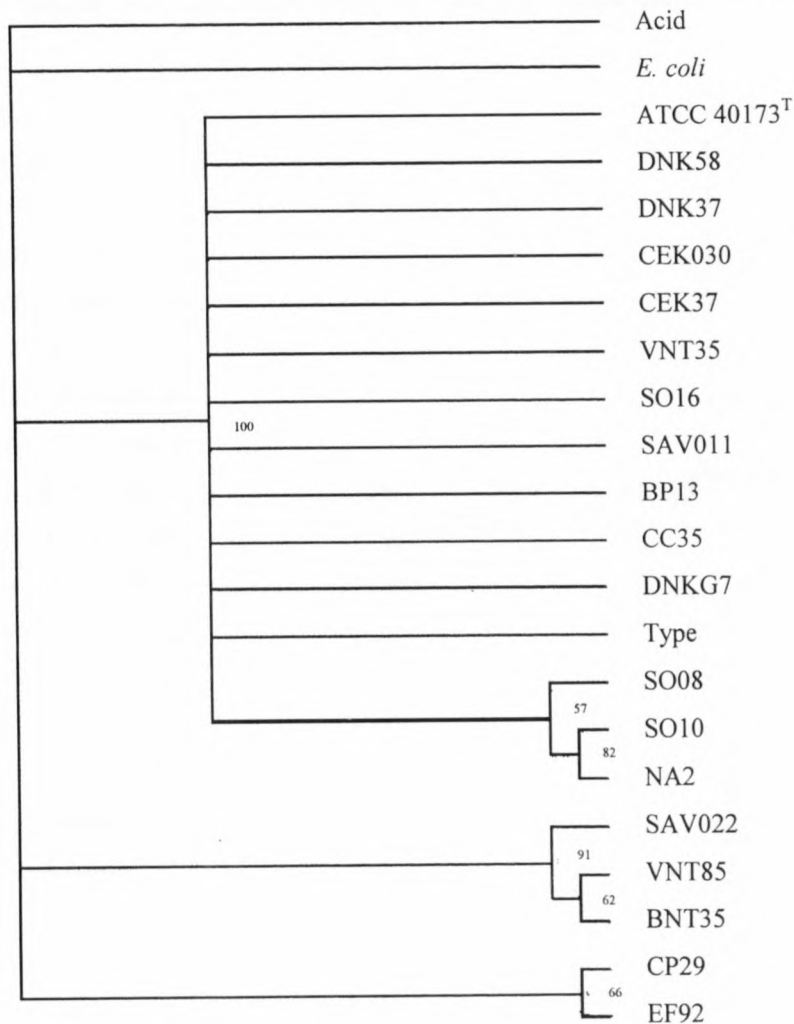 Acid
E. coli
ATCC 40173T
DNK58
DNK37
CEK030
CEK37
VNT35
SO16
100
SAV011
BP13
CC35
DNKG7
Type
SO08
57
SO10
82
NA2
SAV022
91
VNT85
62
BNT35
CP29
66
EF92